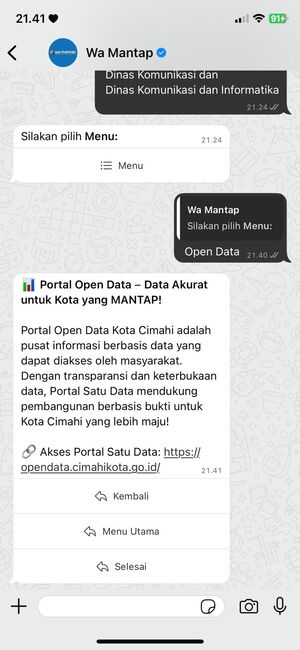 21.41
91
Wa Mantap
Dinas Komunikasi dan
Dinas Komunikasi dan Informatika
21.24
Silakan pilih Menu:
21.24
Menu
Wa Mantap
Silakan pilih Menu:
Open Data
21.40
📊 Portal Open Data – Data Akurat
untuk Kota yang MANTAP!
Portal Open Data Kota Cimahi adalah
pusat informasi berbasis data yang
dapat diakses oleh masyarakat.
Dengan transparansi dan keterbukaan
data, Portal Satu Data mendukung
pembangunan berbasis bukti untuk
Kota Cimahi yang lebih maju!
🔗 Akses Portal Satu Data: https://
opendata.cimahikota.go.id/
21.41
Kembali
Menu Utama
Selesai